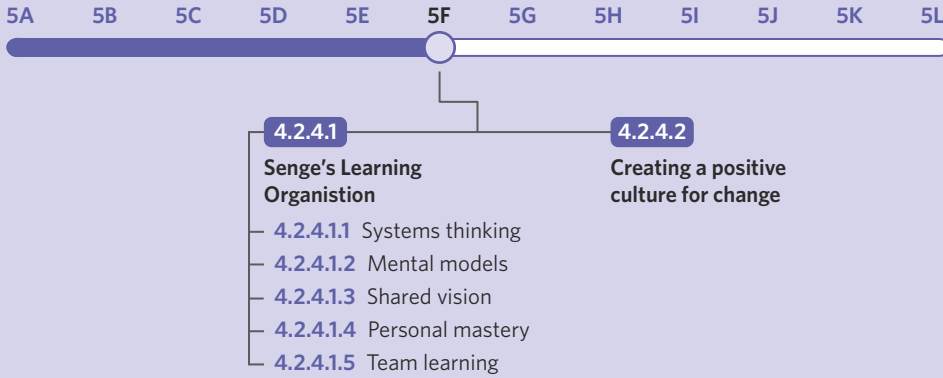 5A 5B 5C 5D 5E 5F 5G 5H 5I 5J 5K 5L
4.2.4.1
Senge's Learning
Organistion
4.2.4.1.1 Systems thinking
4.2.4.1.2 Mental models
4.2.4.1.3 Shared vision
4.2.4.1.4 Personal mastery
4.2.4.1.5 Team learning
4.2.4.2
Creating a positive
culture for change